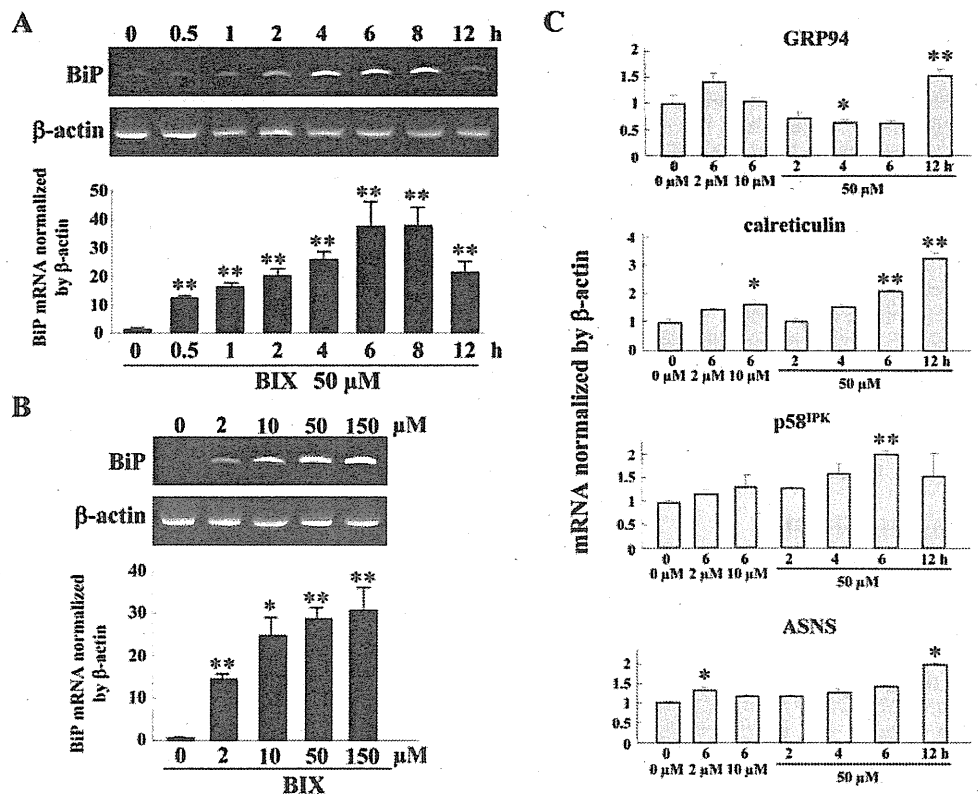 A
0 0.5 1 2 4 6 8 12 h
BiP
β-actin
BiP mRNA normalized
by β-actin
50
40
30
20
10
0
** ** ** ** ** ** **
0 0.5 1 2 4 6 8 12 h
BIX 50 μM
B
0 2 10 50 150 μM
BiP
β-actin
BiP mRNA normalized
by β-actin
40
30
20
10
0
** * ** **
0 2 10 50 150 μM
BIX
C
mRNA normalized by β-actin
GRP94
2
1.5
1
0.5
0
* **
0 6 6 2 4 6 12 h
0 μM 2 μM 10 μM 50 μM
calreticulin
4
3
2
1
0
* ** **
0 6 6 2 4 6 12 h
0 μM 2 μM 10 μM 50 μM
p58IPK
2
1.5
1
0.5
0
**
0 6 6 2 4 6 12 h
0 μM 2 μM 10 μM 50 μM
ASNS
2
1.5
1
0.5
0
* *
0 6 6 2 4 6 12 h
0 μM 2 μM 10 μM 50 μM